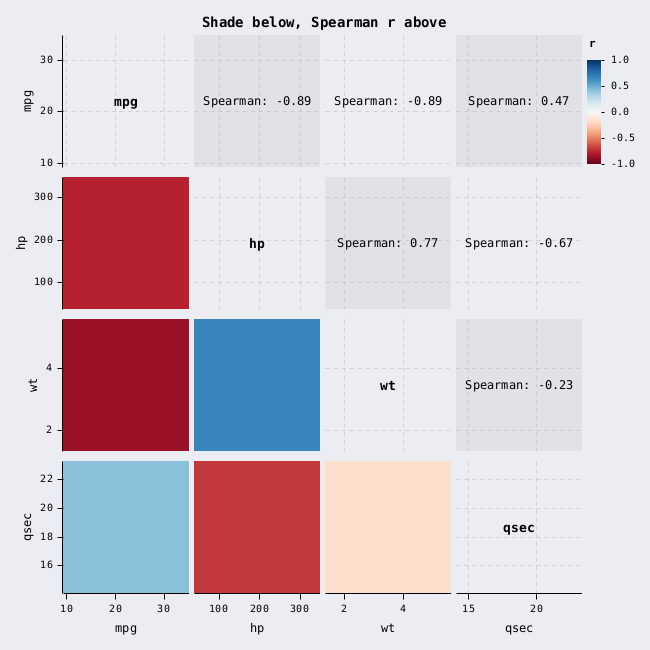 Shade below, Spearman r above
r
mpg
30
20
10
mpg
Spearman: -0.89
Spearman: -0.89
Spearman: 0.47
1.0
0.5
0.0
-0.5
-1.0
hp
300
200
100
hp
Spearman: 0.77
Spearman: -0.67
wt
4
2
wt
Spearman: -0.23
qsec
22
20
18
16
qsec
10 20 30
100 200 300
2 4
15 20
mpg
hp
wt
qsec